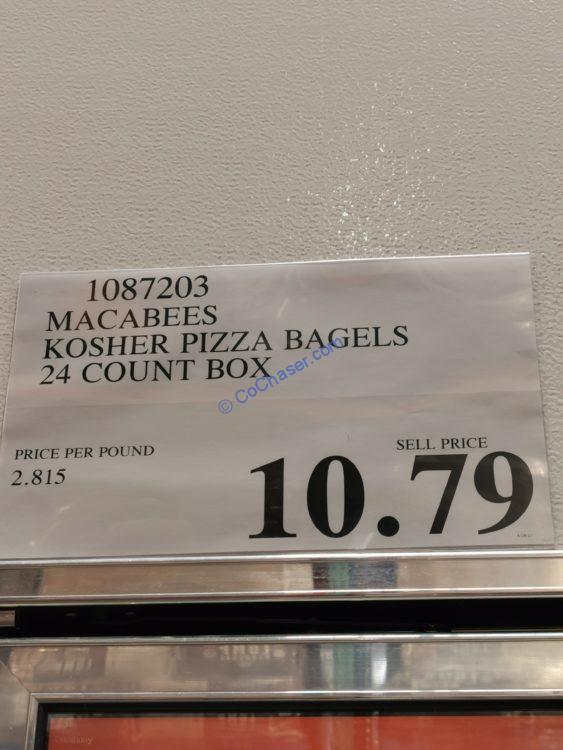 1087203
MACABEES
KOSHER PIZZA BAGELS
24 COUNT BOX
© CoChaser.com
PRICE PER POUND
2.815
SELL PRICE
10.79